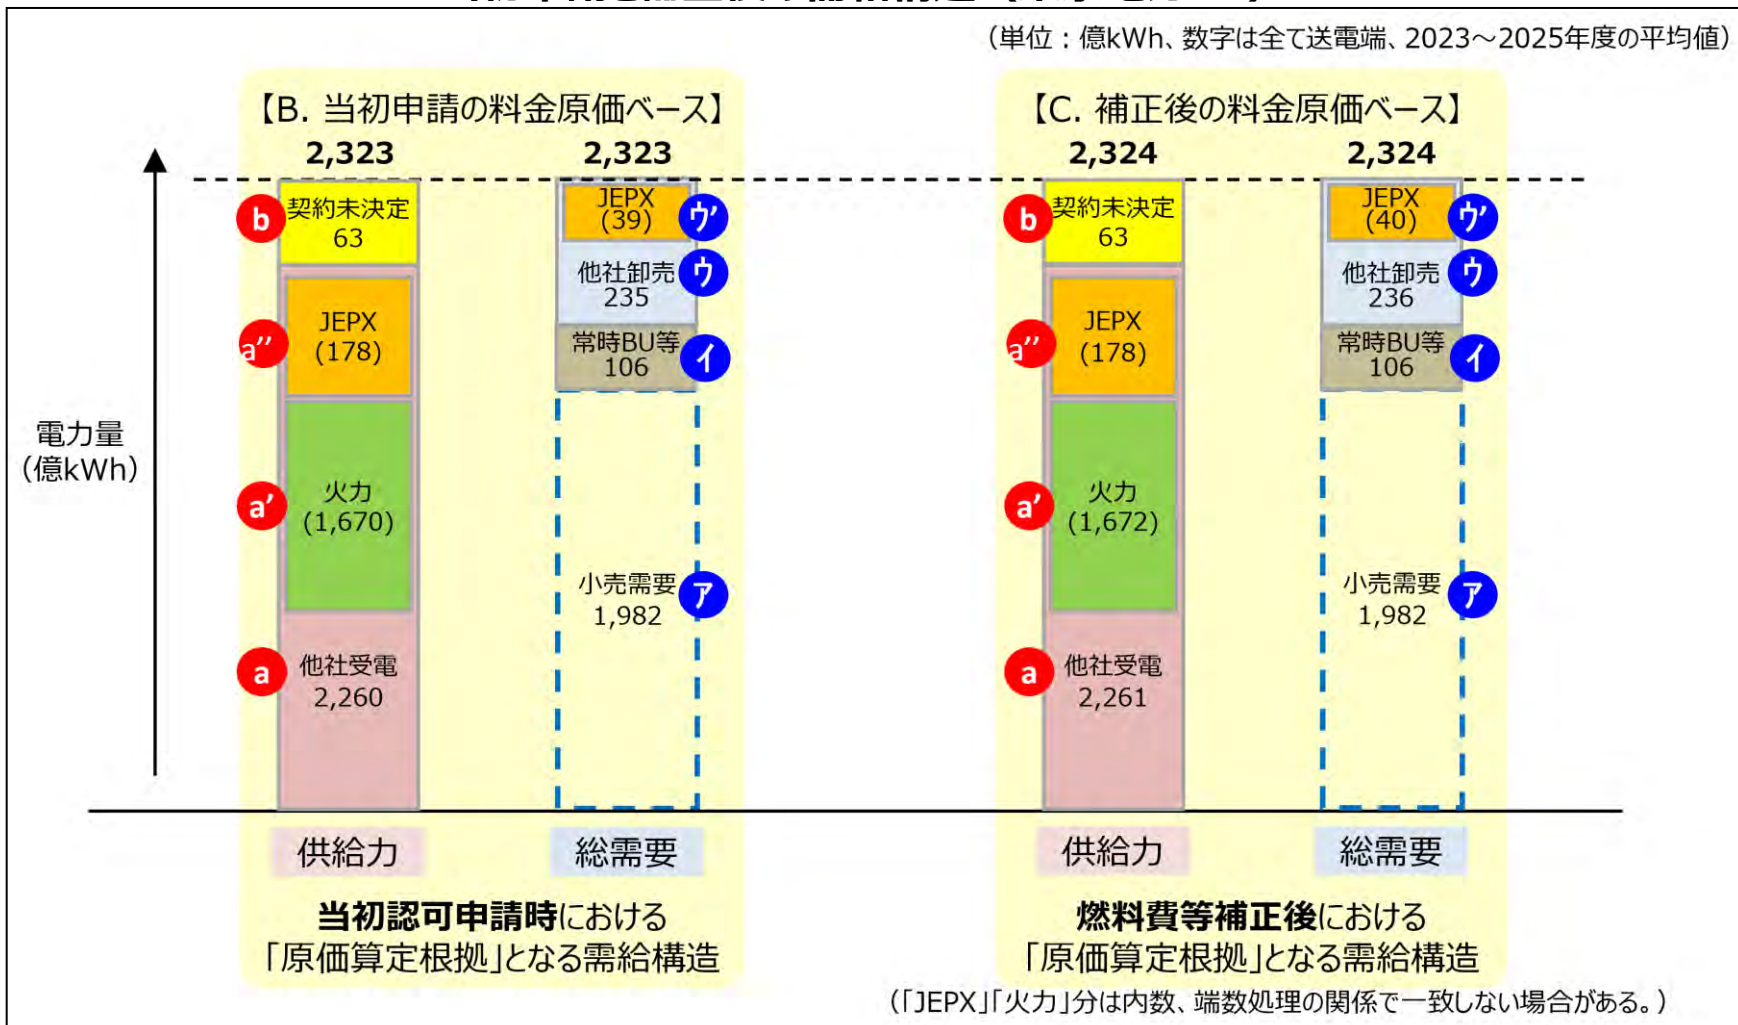 （単位：億kWh、数字は全て送電端、2023～2025年度の平均値）
【B. 当初申請の料金原価ベース】
2,323
2,323
b
契約未決定
63
a''
JEPX
(178)
a'
火力
(1,670)
a
他社受電
2,260
JEPX
(39)
ウ'
他社卸売
235
ウ
常時BU等
106
イ
小売需要
1,982
ア
電力量
（億kWh）
供給力
総需要
当初認可申請時における
「原価算定根拠」となる需給構造
【C. 補正後の料金原価ベース】
2,324
2,324
b
契約未決定
63
a''
JEPX
(178)
a'
火力
(1,672)
a
他社受電
2,261
JEPX
(40)
ウ'
他社卸売
236
ウ
常時BU等
106
イ
小売需要
1,982
ア
供給力
総需要
燃料費等補正後における
「原価算定根拠」となる需給構造
（「JEPX」「火力」分は内数、端数処理の関係で一致しない場合がある。）